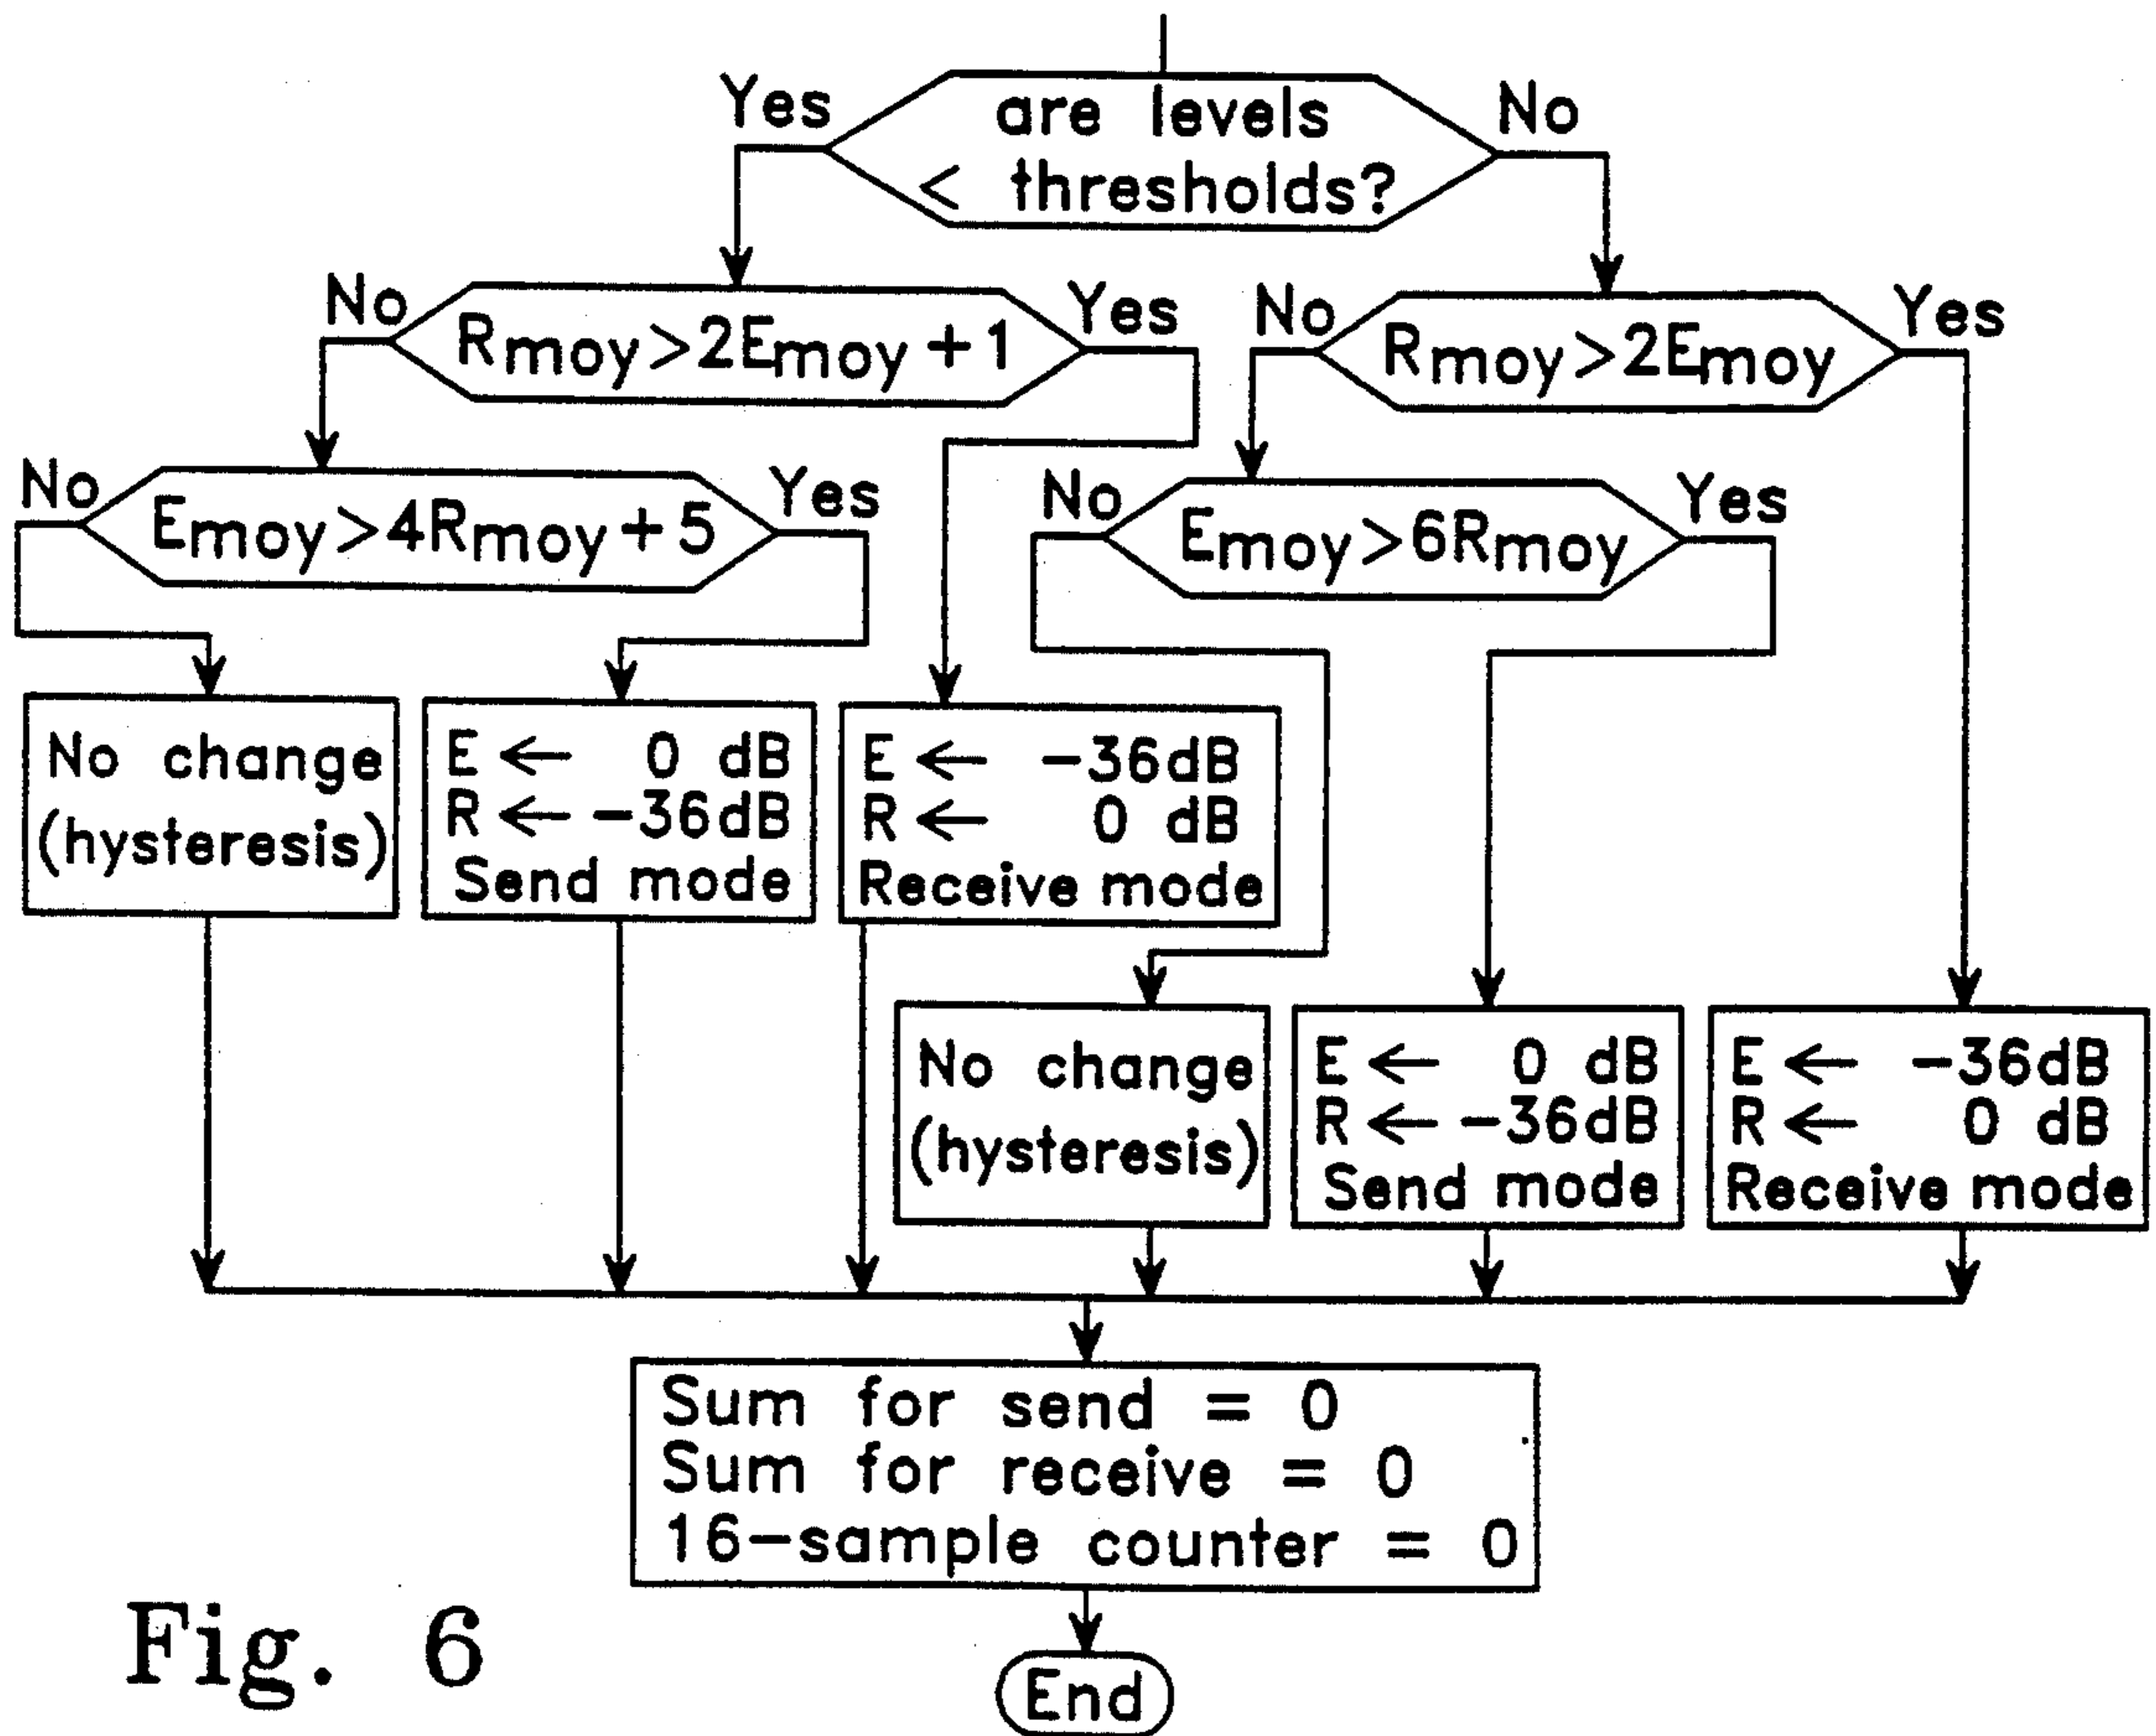 Yes
are levels
< thresholds?
No
No
Rmoy>2Emoy+1
Yes
No
Rmoy>2Emoy
Yes
No
Emoy>4Rmoy+5
Yes
No
Emoy>6Rmoy
Yes
No change
(hysteresis)
E ← 0 dB
R ← -36dB
Send mode
E ← -36dB
R ← 0 dB
Receive mode
No change
(hysteresis)
E ← 0 dB
R ← -36dB
Send mode
E ← -36dB
R ← 0 dB
Receive mode
Sum for send = 0
Sum for receive = 0
16-sample counter = 0
End
Fig. 6